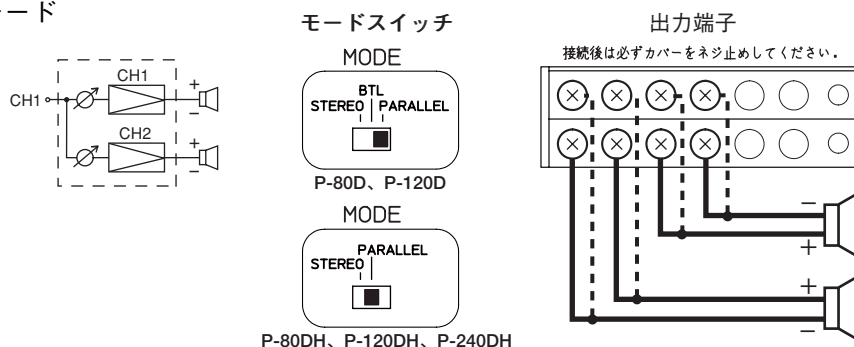 ード
モードスイッチ
MODE
BTL
STEREO PARALLEL
P-80D、P-120D
MODE
PARALLEL
STEREO
P-80DH、P-120DH、P-240DH
CH1
CH1
+
−
CH2
+
−
出力端子
接続後は必ずカバーをネジ止めしてください.
−
+
+
−